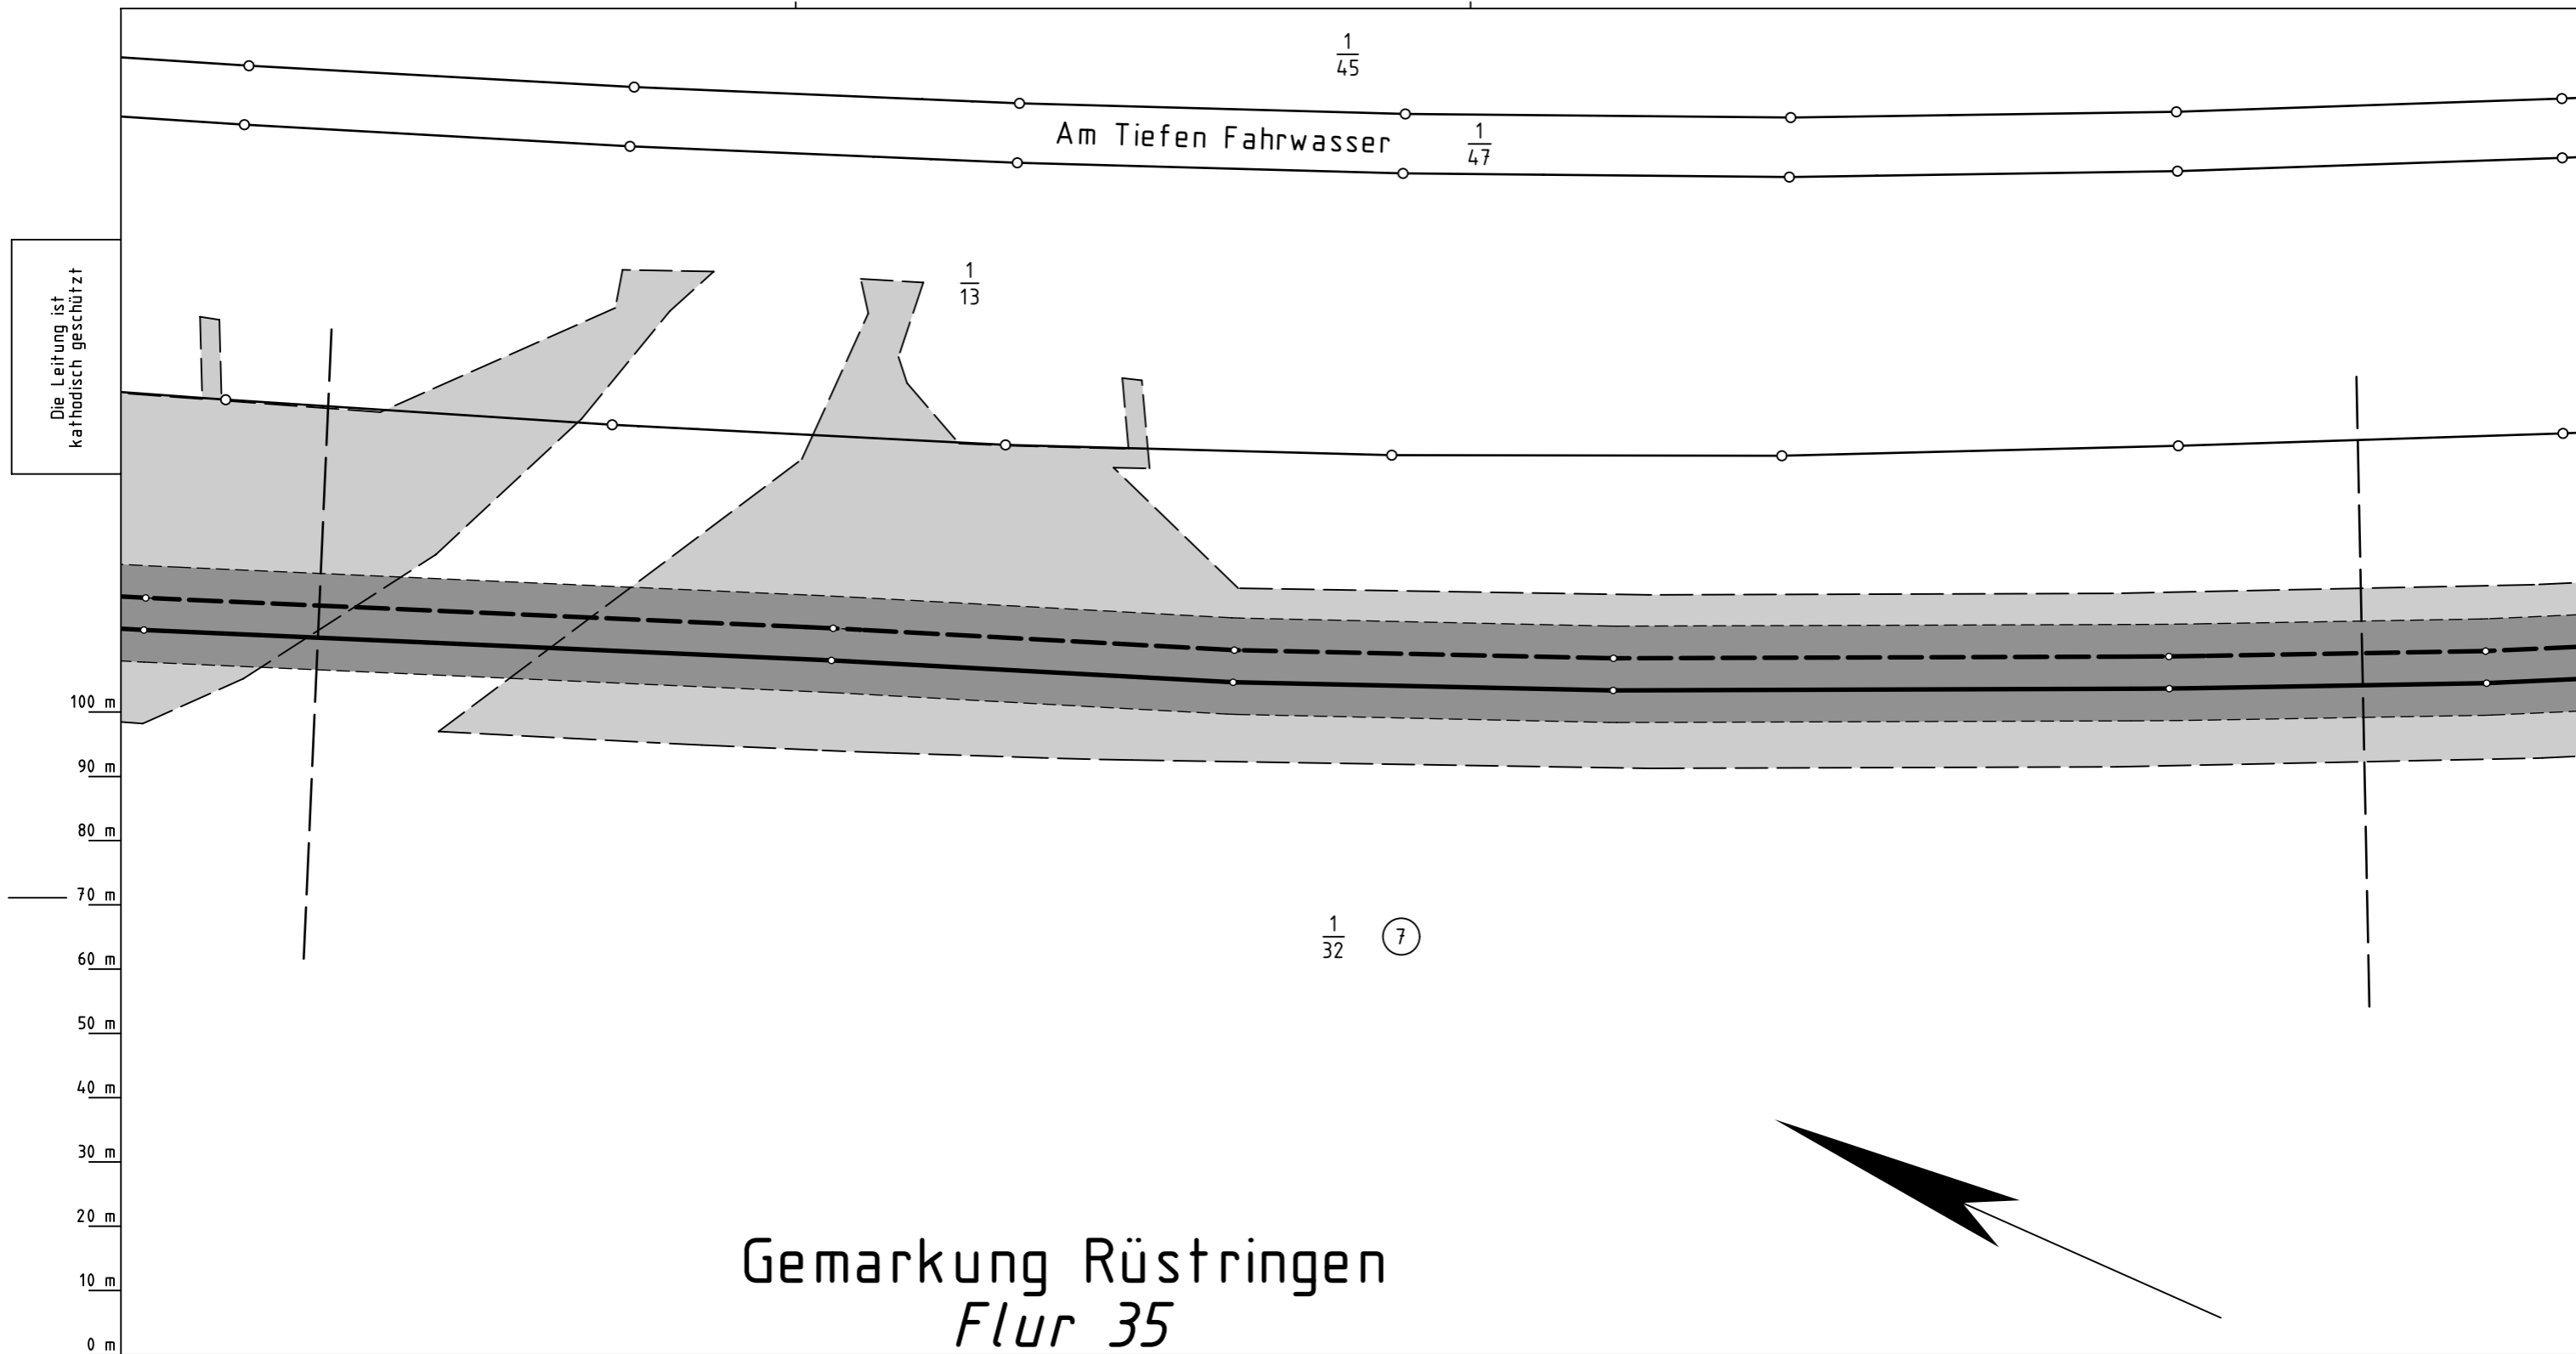 1
45
Am Tiefen Fahrwasser
1
47
1
13
Die Leitung ist
kathodisch geschützt
100 m
90 m
80 m
70 m
60 m
50 m
40 m
30 m
20 m
10 m
0 m
1
32
7
Gemarkung Rüstringen
Flur 35